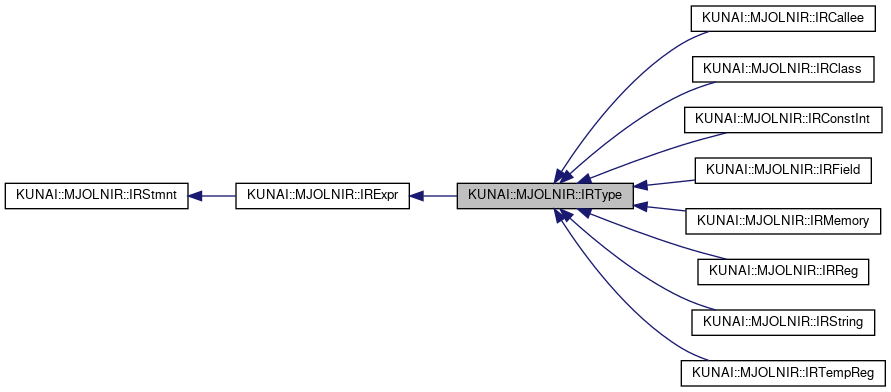 KUNAI::MJOLNIR::IRCallee
KUNAI::MJOLNIR::IRClass
KUNAI::MJOLNIR::IRConstInt
KUNAI::MJOLNIR::IRField
KUNAI::MJOLNIR::IRStmnt
KUNAI::MJOLNIR::IRExpr
KUNAI::MJOLNIR::IRType
KUNAI::MJOLNIR::IRMemory
KUNAI::MJOLNIR::IRReg
KUNAI::MJOLNIR::IRString
KUNAI::MJOLNIR::IRTempReg